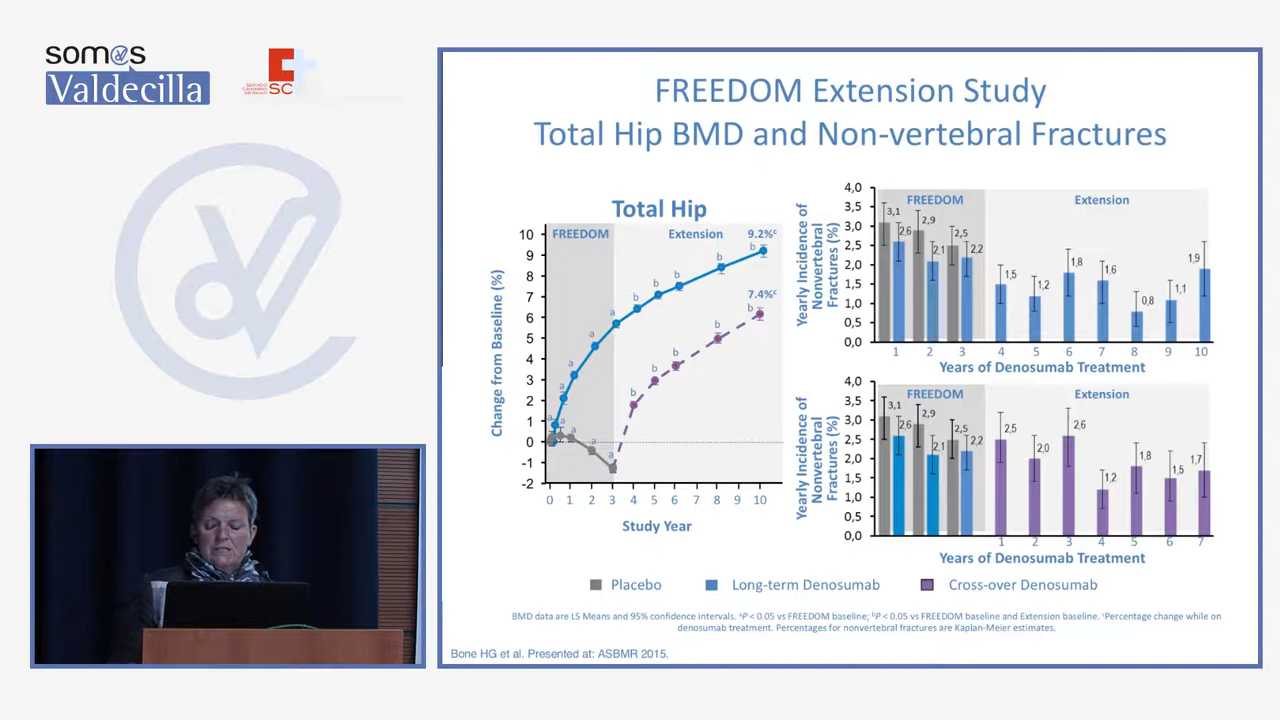 somos
Valdecilla
SERVICIO
CÁNTABRO
DE SALUD
SC
FREEDOM Extension Study
Total Hip BMD and Non-vertebral Fractures
Total Hip
FREEDOM
Extension
9.2%c
7.4%c
Change from Baseline (%)
10
9
8
7
6
5
4
3
2
1
0
-1
-2
a
a
a
a
a
a
a
a
a
b
b
b
b
b
b
b
b
b
b
0 1 2 3 4 5 6 7 8 9 10
Study Year
Yearly Incidence of
Nonvertebral
Fractures (%)
4,0
3,5
3,0
2,5
2,0
1,5
1,0
0,5
0,0
FREEDOM
Extension
3,1 2,6 2,9 2,1 2,5 2,2 1,5 1,2 1,8 1,6 0,8 1,1 1,9
1 2 3 4 5 6 7 8 9 10
Years of Denosumab Treatment
Yearly Incidence of
Nonvertebral
Fractures (%)
4,0
3,5
3,0
2,5
2,0
1,5
1,0
0,5
0,0
FREEDOM
Extension
3,1 2,6 2,9 2,1 2,5 2,2 2,5 2,0 2,6 1,2 1,8 1,5 1,7
1 2 3 4 5 6 7
Years of Denosumab Treatment
Placebo
Long-term Denosumab
Cross-over Denosumab
BMD data are LS Means and 95% confidence intervals. aP < 0.05 vs FREEDOM baseline; bP < 0.05 vs FREEDOM baseline and Extension baseline. cPercentage change while on
denosumab treatment. Percentages for nonvertebral fractures are Kaplan-Meier estimates.
Bone HG et al. Presented at: ASBMR 2015.